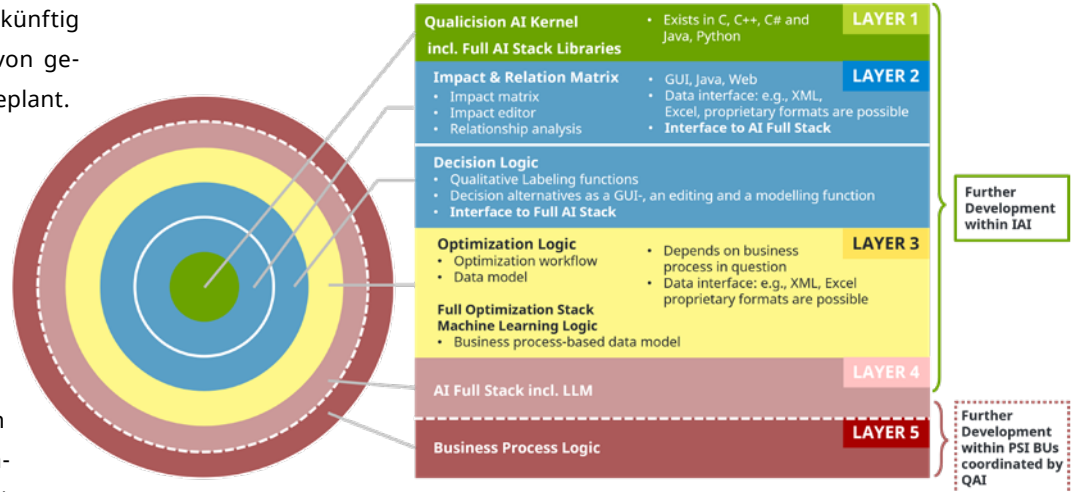 künftig
von ge-
eplant.
n
g-
Qualicision AI Kernel
incl. Full AI Stack Libraries
• Exists in C, C++, C# and
Java, Python
LAYER 1
Impact & Relation Matrix
• Impact matrix
• Impact editor
• Relationship analysis
• GUI, Java, Web
• Data interface: e.g., XML,
Excel, proprietary formats are possible
• Interface to AI Full Stack
LAYER 2
Decision Logic
• Qualitative Labeling functions
• Decision alternatives as a GUI-, an editing and a modelling function
• Interface to Full AI Stack
Optimization Logic
• Optimization workflow
• Data model
Full Optimization Stack
Machine Learning Logic
• Business process-based data model
• Depends on business
process in question
• Data interface: e.g., XML, Excel
proprietary formats are possible
LAYER 3
AI Full Stack incl. LLM
LAYER 4
Business Process Logic
LAYER 5
Further
Development
within IAI
Further
Development
within PSI BUs
coordinated by
QAI